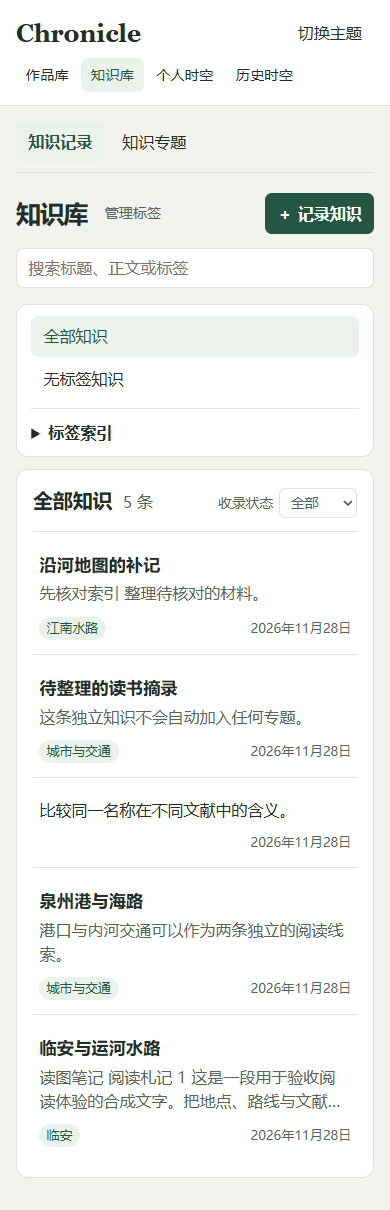 Chronicle 切换主题
作品库 知识库 个人时空 历史时空
知识记录 知识专题
知识库 管理标签 + 记录知识
搜索标题、正文或标签
全部知识
无标签知识
▶ 标签索引
全部知识 5 条 收录状态 全部
沿河地图的补记
先核对索引 整理待核对的材料。
江南水路 2026年11月28日
待整理的读书摘录
这条独立知识不会自动加入任何专题。
城市与交通 2026年11月28日
比较同一名称在不同文献中的含义。
2026年11月28日
泉州港与海路
港口与内河交通可以作为两条独立的阅读线
索。
城市与交通 2026年11月28日
临安与运河水路
读图笔记 阅读札记 1 这是一段用于验收阅
读体验的合成文字。把地点、路线与文献...
临安 2026年11月28日